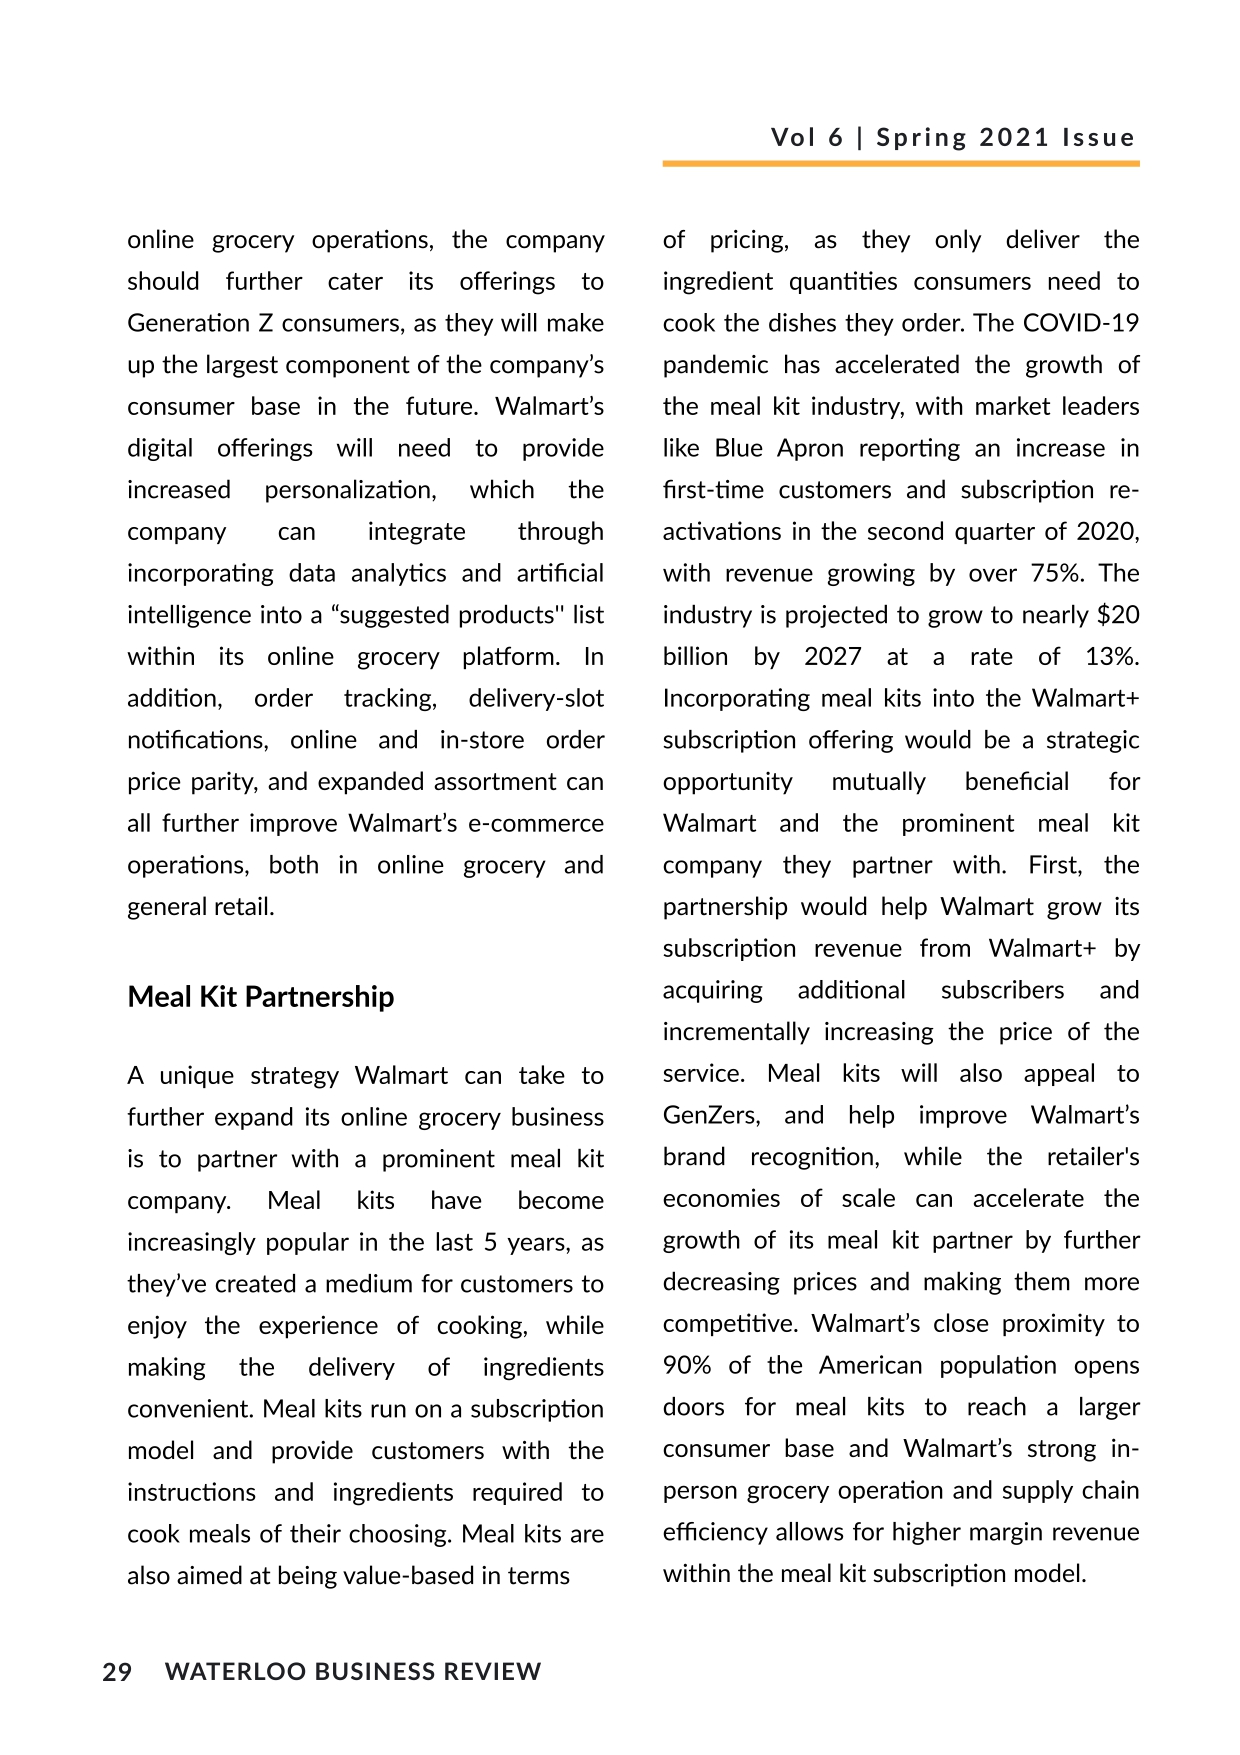 Vol 6 | Spring 2021 Issue
online grocery operations, the company
should further cater its offerings to
Generation Z consumers, as they will make
up the largest component of the company’s
consumer base in the future. Walmart’s
digital offerings will need to provide
increased personalization, which the
company can integrate through
incorporating data analytics and artificial
intelligence into a “suggested products'' list
within its online grocery platform. In
addition, order tracking, delivery-slot
notifications, online and in-store order
price parity, and expanded assortment can
all further improve Walmart’s e-commerce
operations, both in online grocery and
general retail.
Meal Kit Partnership
A unique strategy Walmart can take to
further expand its online grocery business
is to partner with a prominent meal kit
company. Meal kits have become
increasingly popular in the last 5 years, as
they’ve created a medium for customers to
enjoy the experience of cooking, while
making the delivery of ingredients
convenient. Meal kits run on a subscription
model and provide customers with the
instructions and ingredients required to
cook meals of their choosing. Meal kits are
also aimed at being value-based in terms
of pricing, as they only deliver the
ingredient quantities consumers need to
cook the dishes they order. The COVID-19
pandemic has accelerated the growth of
the meal kit industry, with market leaders
like Blue Apron reporting an increase in
first-time customers and subscription re-
activations in the second quarter of 2020,
with revenue growing by over 75%. The
industry is projected to grow to nearly $20
billion by 2027 at a rate of 13%.
Incorporating meal kits into the Walmart+
subscription offering would be a strategic
opportunity mutually beneficial for
Walmart and the prominent meal kit
company they partner with. First, the
partnership would help Walmart grow its
subscription revenue from Walmart+ by
acquiring additional subscribers and
incrementally increasing the price of the
service. Meal kits will also appeal to
GenZers, and help improve Walmart’s
brand recognition, while the retailer's
economies of scale can accelerate the
growth of its meal kit partner by further
decreasing prices and making them more
competitive. Walmart’s close proximity to
90% of the American population opens
doors for meal kits to reach a larger
consumer base and Walmart’s strong in-
person grocery operation and supply chain
efficiency allows for higher margin revenue
within the meal kit subscription model.
29 WATERLOO BUSINESS REVIEW